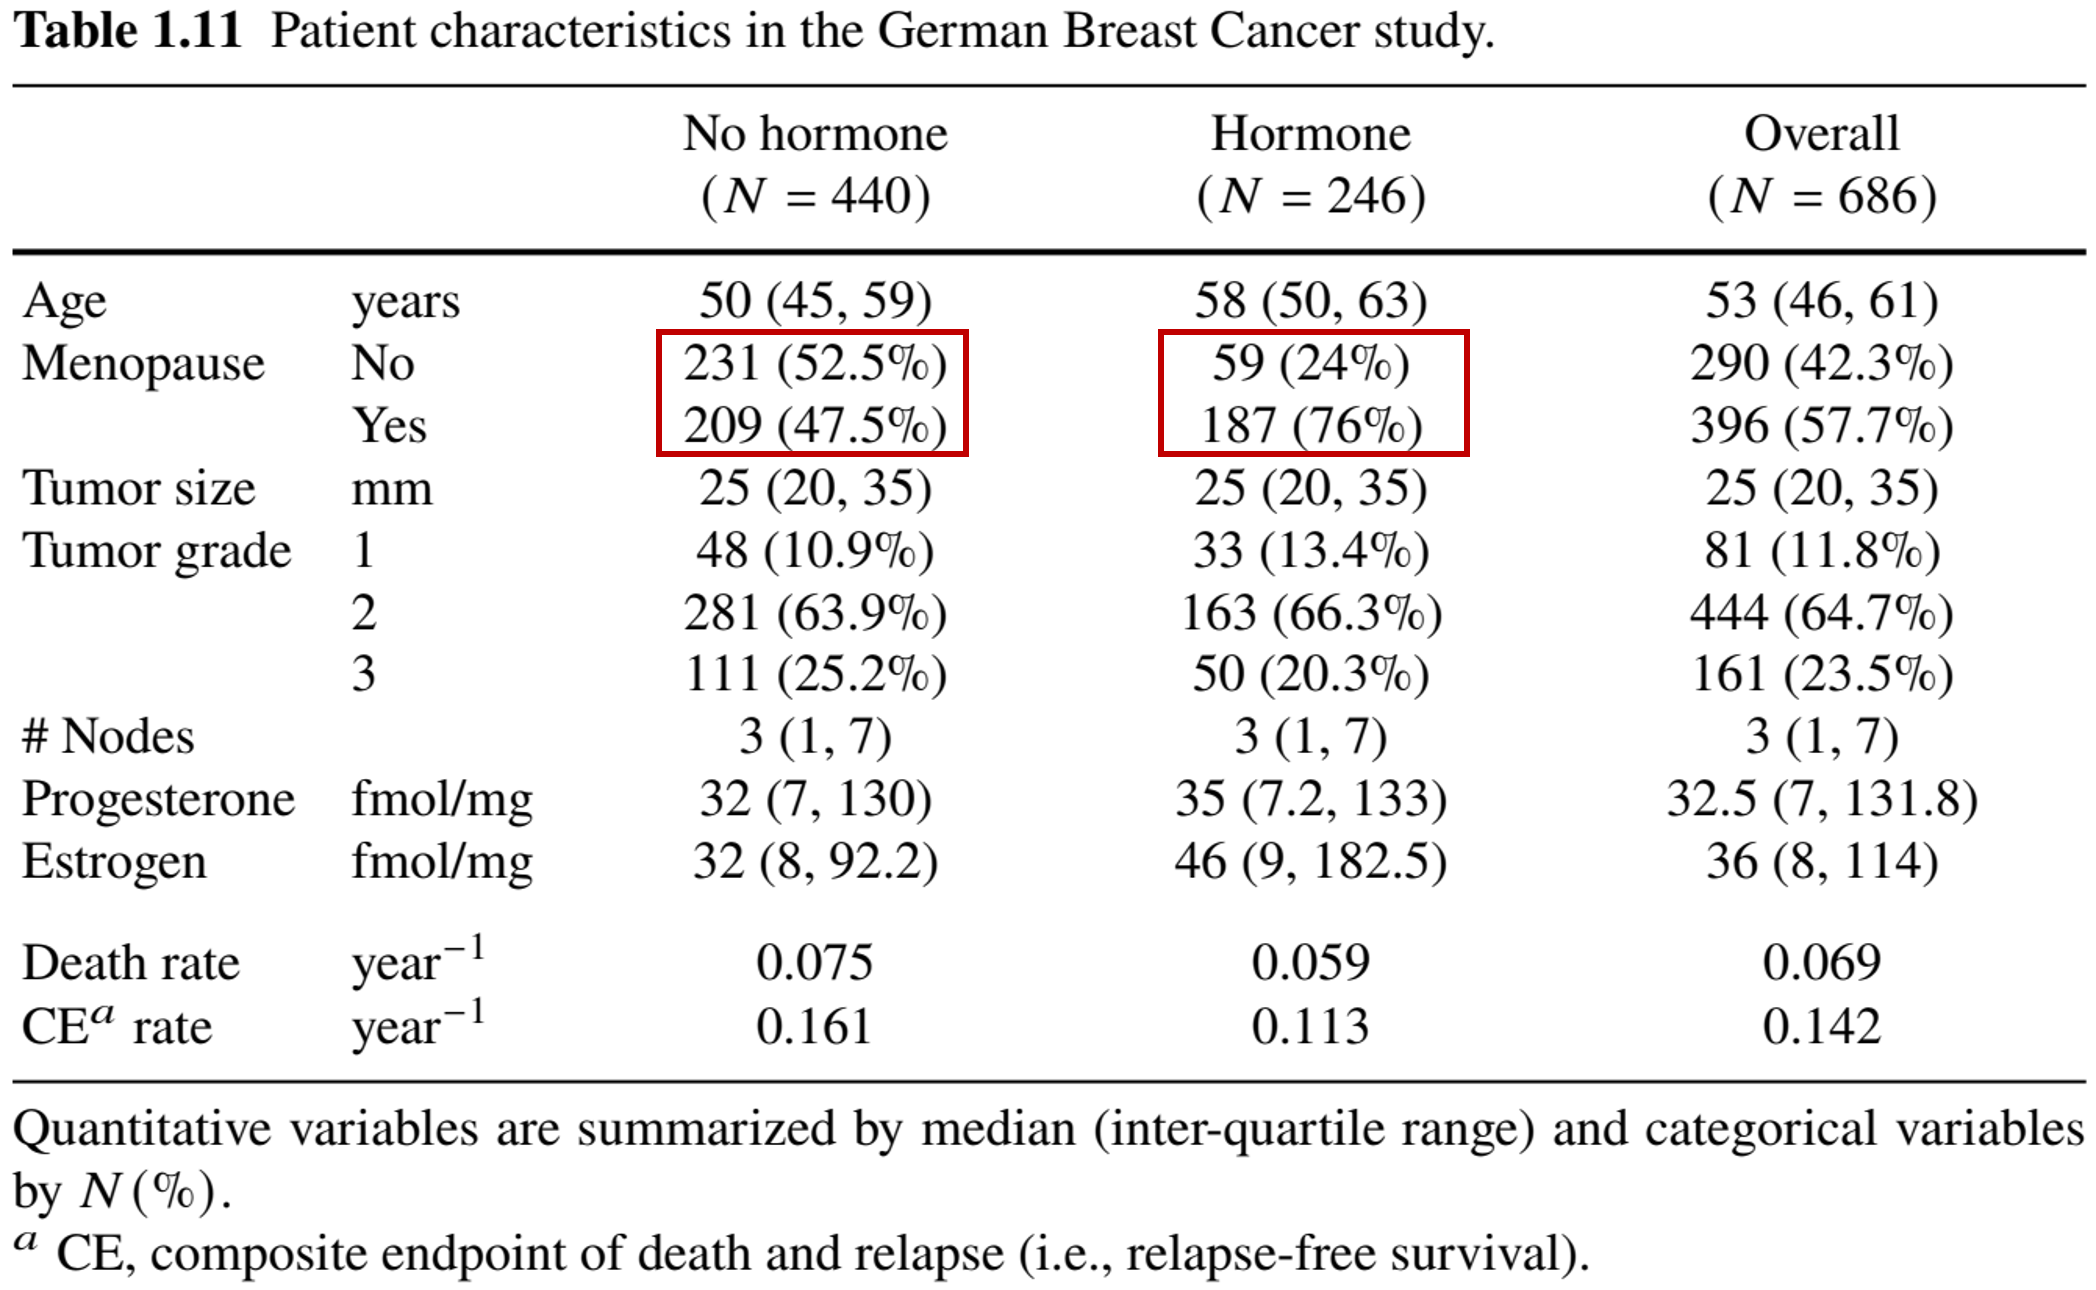 Table 1.11 Patient characteristics in the German Breast Cancer study.
No hormone Hormone Overall
(N = 440) (N = 246) (N = 686)
Age years 50 (45, 59) 58 (50, 63) 53 (46, 61)
Menopause No 231 (52.5%) 59 (24%) 290 (42.3%)
Yes 209 (47.5%) 187 (76%) 396 (57.7%)
Tumor size mm 25 (20, 35) 25 (20, 35) 25 (20, 35)
Tumor grade 1 48 (10.9%) 33 (13.4%) 81 (11.8%)
2 281 (63.9%) 163 (66.3%) 444 (64.7%)
3 111 (25.2%) 50 (20.3%) 161 (23.5%)
# Nodes 3 (1, 7) 3 (1, 7) 3 (1, 7)
Progesterone fmol/mg 32 (7, 130) 35 (7.2, 133) 32.5 (7, 131.8)
Estrogen fmol/mg 32 (8, 92.2) 46 (9, 182.5) 36 (8, 114)
Death rate year⁻¹ 0.075 0.059 0.069
CEᵃ rate year⁻¹ 0.161 0.113 0.142
Quantitative variables are summarized by median (inter-quartile range) and categorical variables
by N(%).
ᵃ CE, composite endpoint of death and relapse (i.e., relapse-free survival).